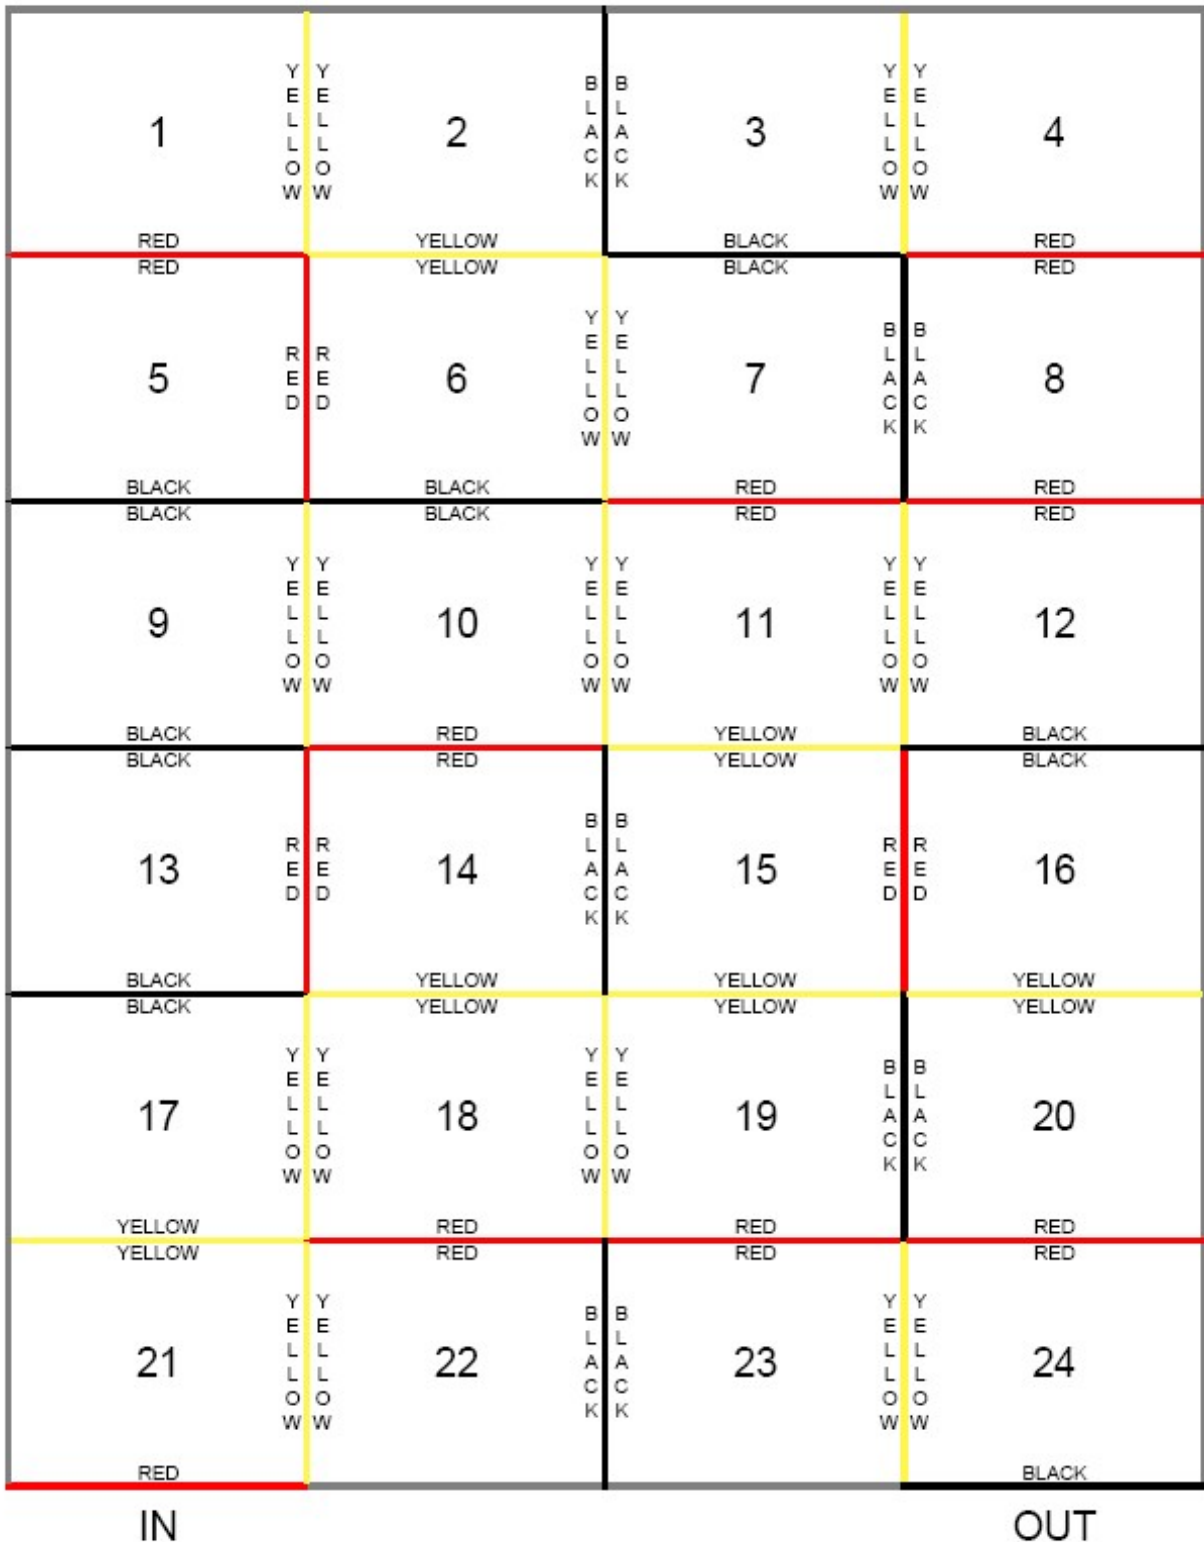 1 YELLOW YELLOW 2 BLACK BLACK 3 YELLOW YELLOW 4
RED YELLOW BLACK RED
RED YELLOW BLACK RED
5 RED RED 6 YELLOW YELLOW 7 BLACK BLACK 8
BLACK BLACK RED RED
BLACK BLACK RED RED
9 YELLOW YELLOW 10 YELLOW YELLOW 11 YELLOW YELLOW 12
BLACK RED YELLOW BLACK
BLACK RED YELLOW BLACK
13 RED RED 14 BLACK BLACK 15 RED RED 16
BLACK YELLOW YELLOW YELLOW
BLACK YELLOW YELLOW YELLOW
17 YELLOW YELLOW 18 YELLOW YELLOW 19 BLACK BLACK 20
YELLOW RED RED RED
YELLOW RED RED RED
21 YELLOW YELLOW 22 BLACK BLACK 23 YELLOW YELLOW 24
RED BLACK
IN OUT